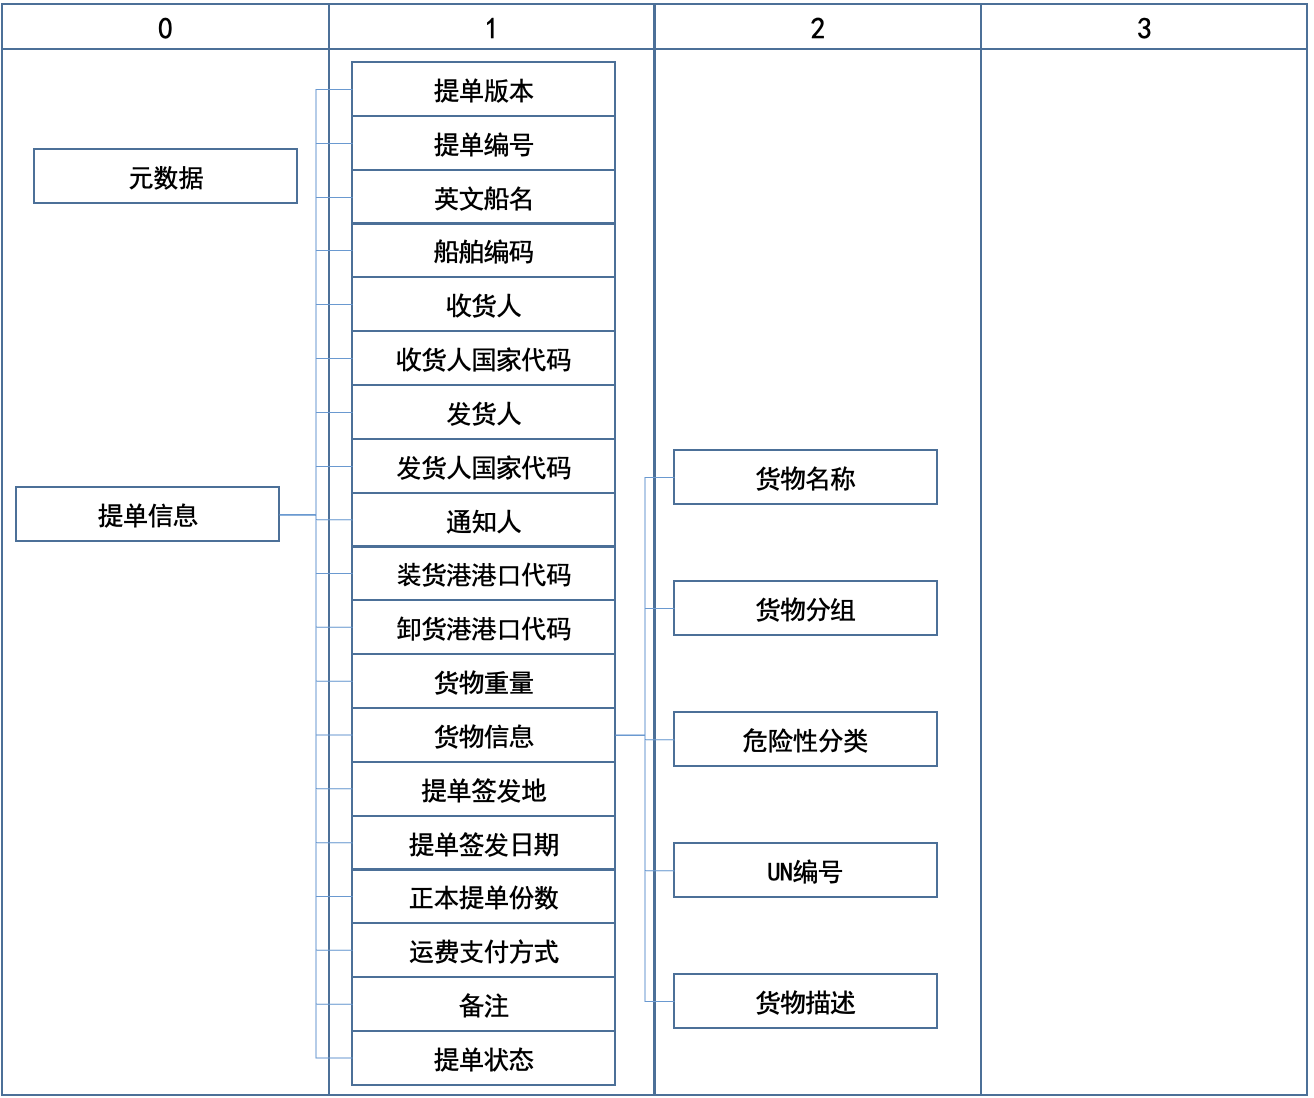 0
1
2
3
元数据
提单信息
提单版本
提单编号
英文船名
船舶编码
收货人
收货人国家代码
发货人
发货人国家代码
通知人
装货港港口代码
卸货港港口代码
货物重量
货物信息
提单签发地
提单签发日期
正本提单份数
运费支付方式
备注
提单状态
货物名称
货物分组
危险性分类
UN编号
货物描述